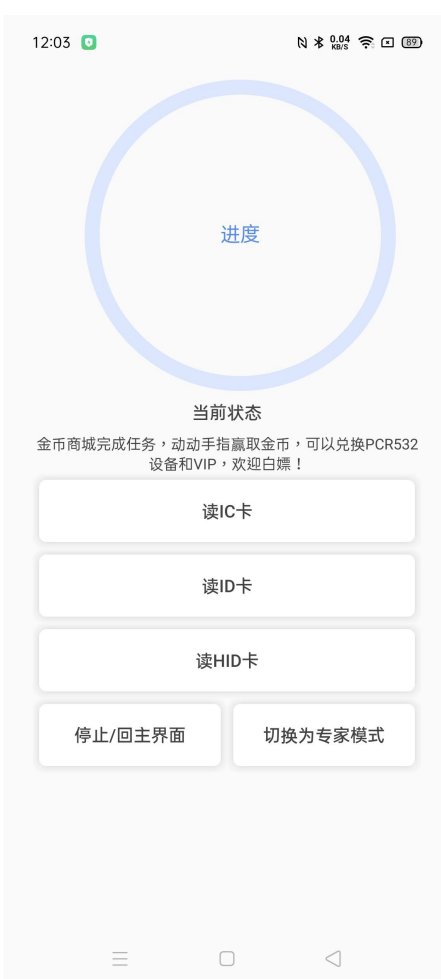 12:03 0.04 KB/S 89
进度
当前状态
金币商城完成任务，动动手指赢取金币，可以兑换PCR532
设备和VIP，欢迎白嫖！
读IC卡
读ID卡
读HID卡
停止/回主界面 切换为专家模式